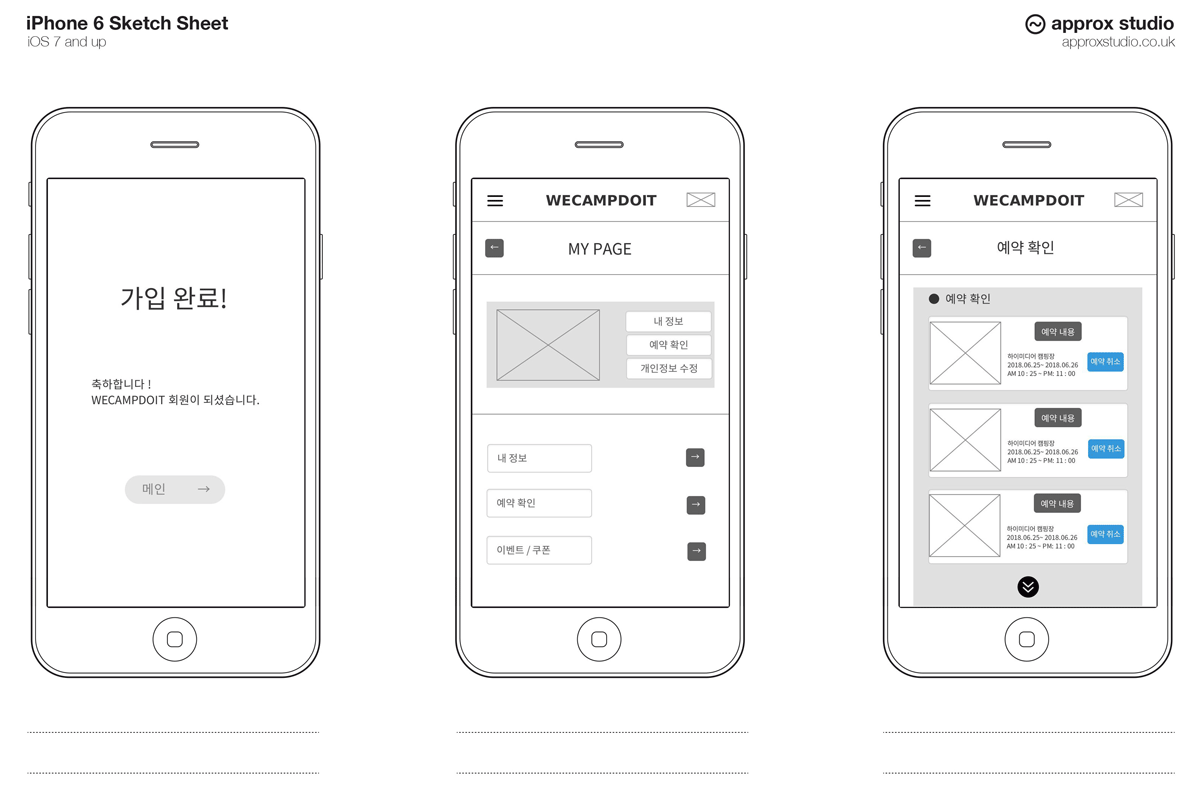 iPhone 6 Sketch Sheet
iOS 7 and up
approx studio
approxstudio.co.uk
가입 완료!
축하합니다 !
WECAMPDOIT 회원이 되셨습니다.
메인 →
WECAMPDOIT
← MY PAGE
내 정보
예약 확인
개인정보 수정
내 정보 →
예약 확인 →
이벤트 / 쿠폰 →
WECAMPDOIT
← 예약 확인
예약 확인
예약 내용
하이미디어 캠핑장
2018.06.25~ 2018.06.26
AM 10 : 25 ~ PM: 11 : 00
예약 취소
예약 내용
하이미디어 캠핑장
2018.06.25~ 2018.06.26
AM 10 : 25 ~ PM: 11 : 00
예약 취소
예약 내용
하이미디어 캠핑장
2018.06.25~ 2018.06.26
AM 10 : 25 ~ PM: 11 : 00
예약 취소